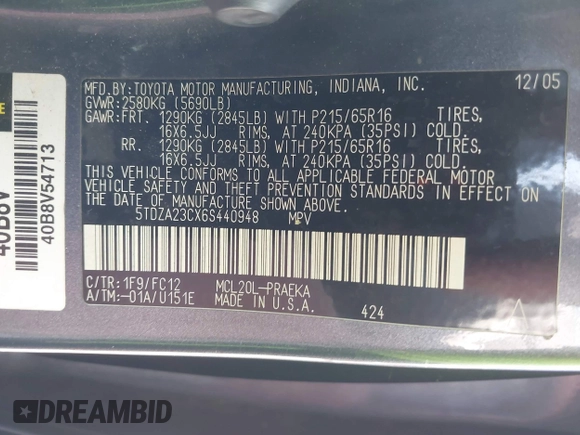 MFD.BY:TOYOTA MOTOR MANUFACTURING, INDIANA, INC. 12/05
GVWR:2580KG (5690LB)
GAWR:FRT. 1290KG (2845LB) WITH P215/65R16 TIRES,
16X6.5JJ RIMS, AT 240KPA (35PSI) COLD.
RR. 1290KG (2845LB) WITH P215/65R16 TIRES,
16X6.5JJ RIMS, AT 240KPA (35PSI) COLD.
THIS VEHICLE CONFORMS TO ALL APPLICABLE FEDERAL MOTOR
VEHICLE SAFETY AND THEFT PREVENTION STANDARDS IN EFFECT ON
THE DATE OF MANUFACTURE SHOWN ABOVE.
5TDZA23CX6S440948 MPV
C/TR:1F9/FC12 MCL20L-PRAEKA
A/TM:-01A/U151E MADE IN U.S.A. 424
A
40B8V
40B8V54713
DREAMBID